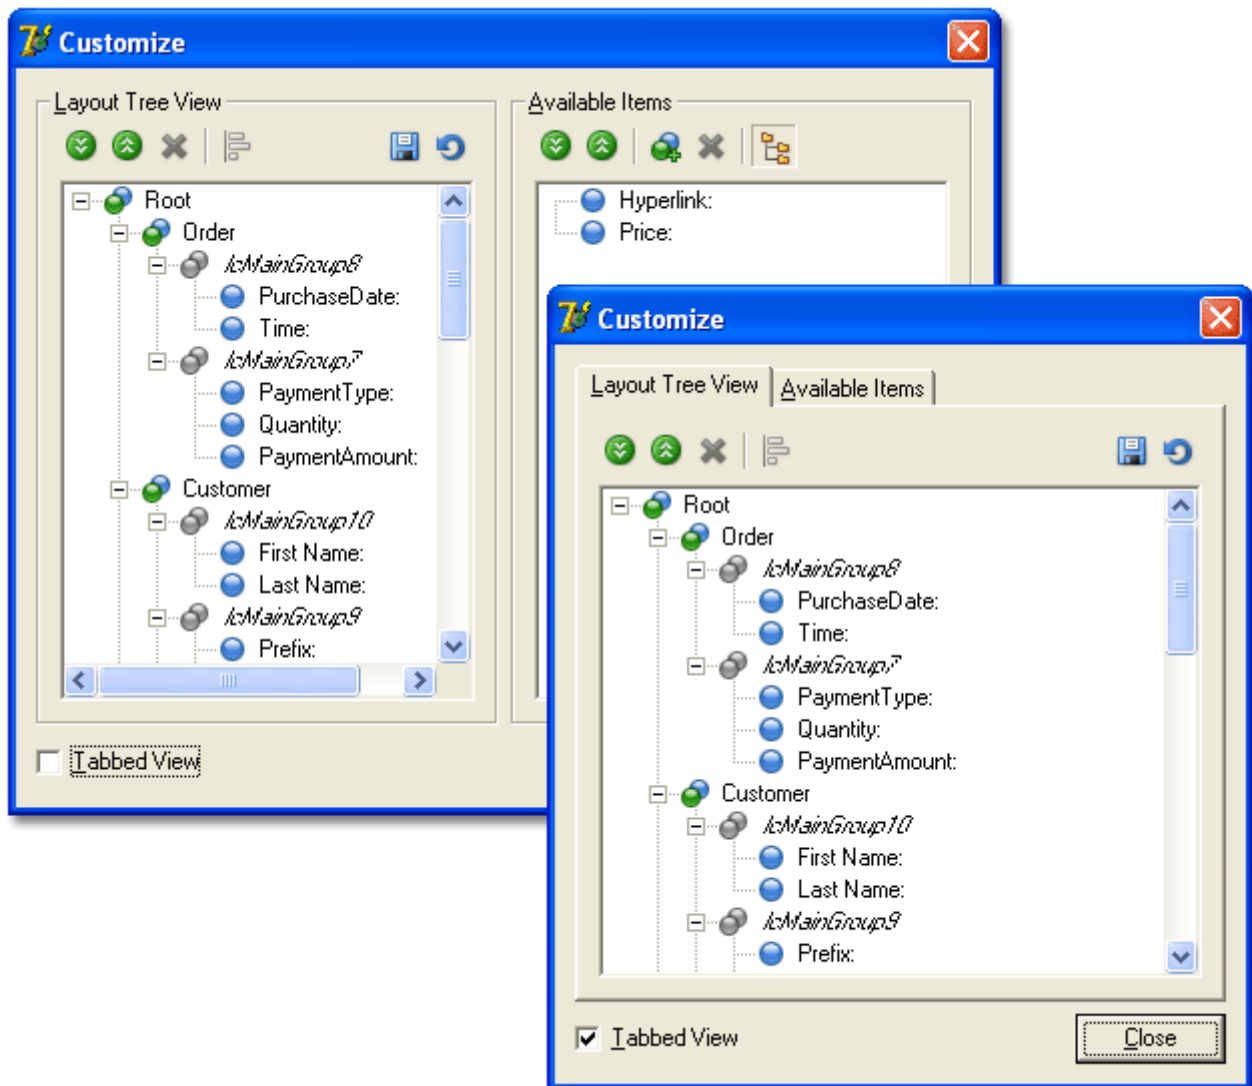 Customize
Layout Tree View
Root
Order
lcMainGroup8
PurchaseDate:
Time:
lcMainGroup7
PaymentType:
Quantity:
PaymentAmount:
Customer
lcMainGroup10
First Name:
Last Name:
lcMainGroup9
Prefix:
Tabbed View
Available Items
Hyperlink:
Price:
Customize
Layout Tree View Available Items
Root
Order
lcMainGroup8
PurchaseDate:
Time:
lcMainGroup7
PaymentType:
Quantity:
PaymentAmount:
Customer
lcMainGroup10
First Name:
Last Name:
lcMainGroup9
Prefix:
Tabbed View Close